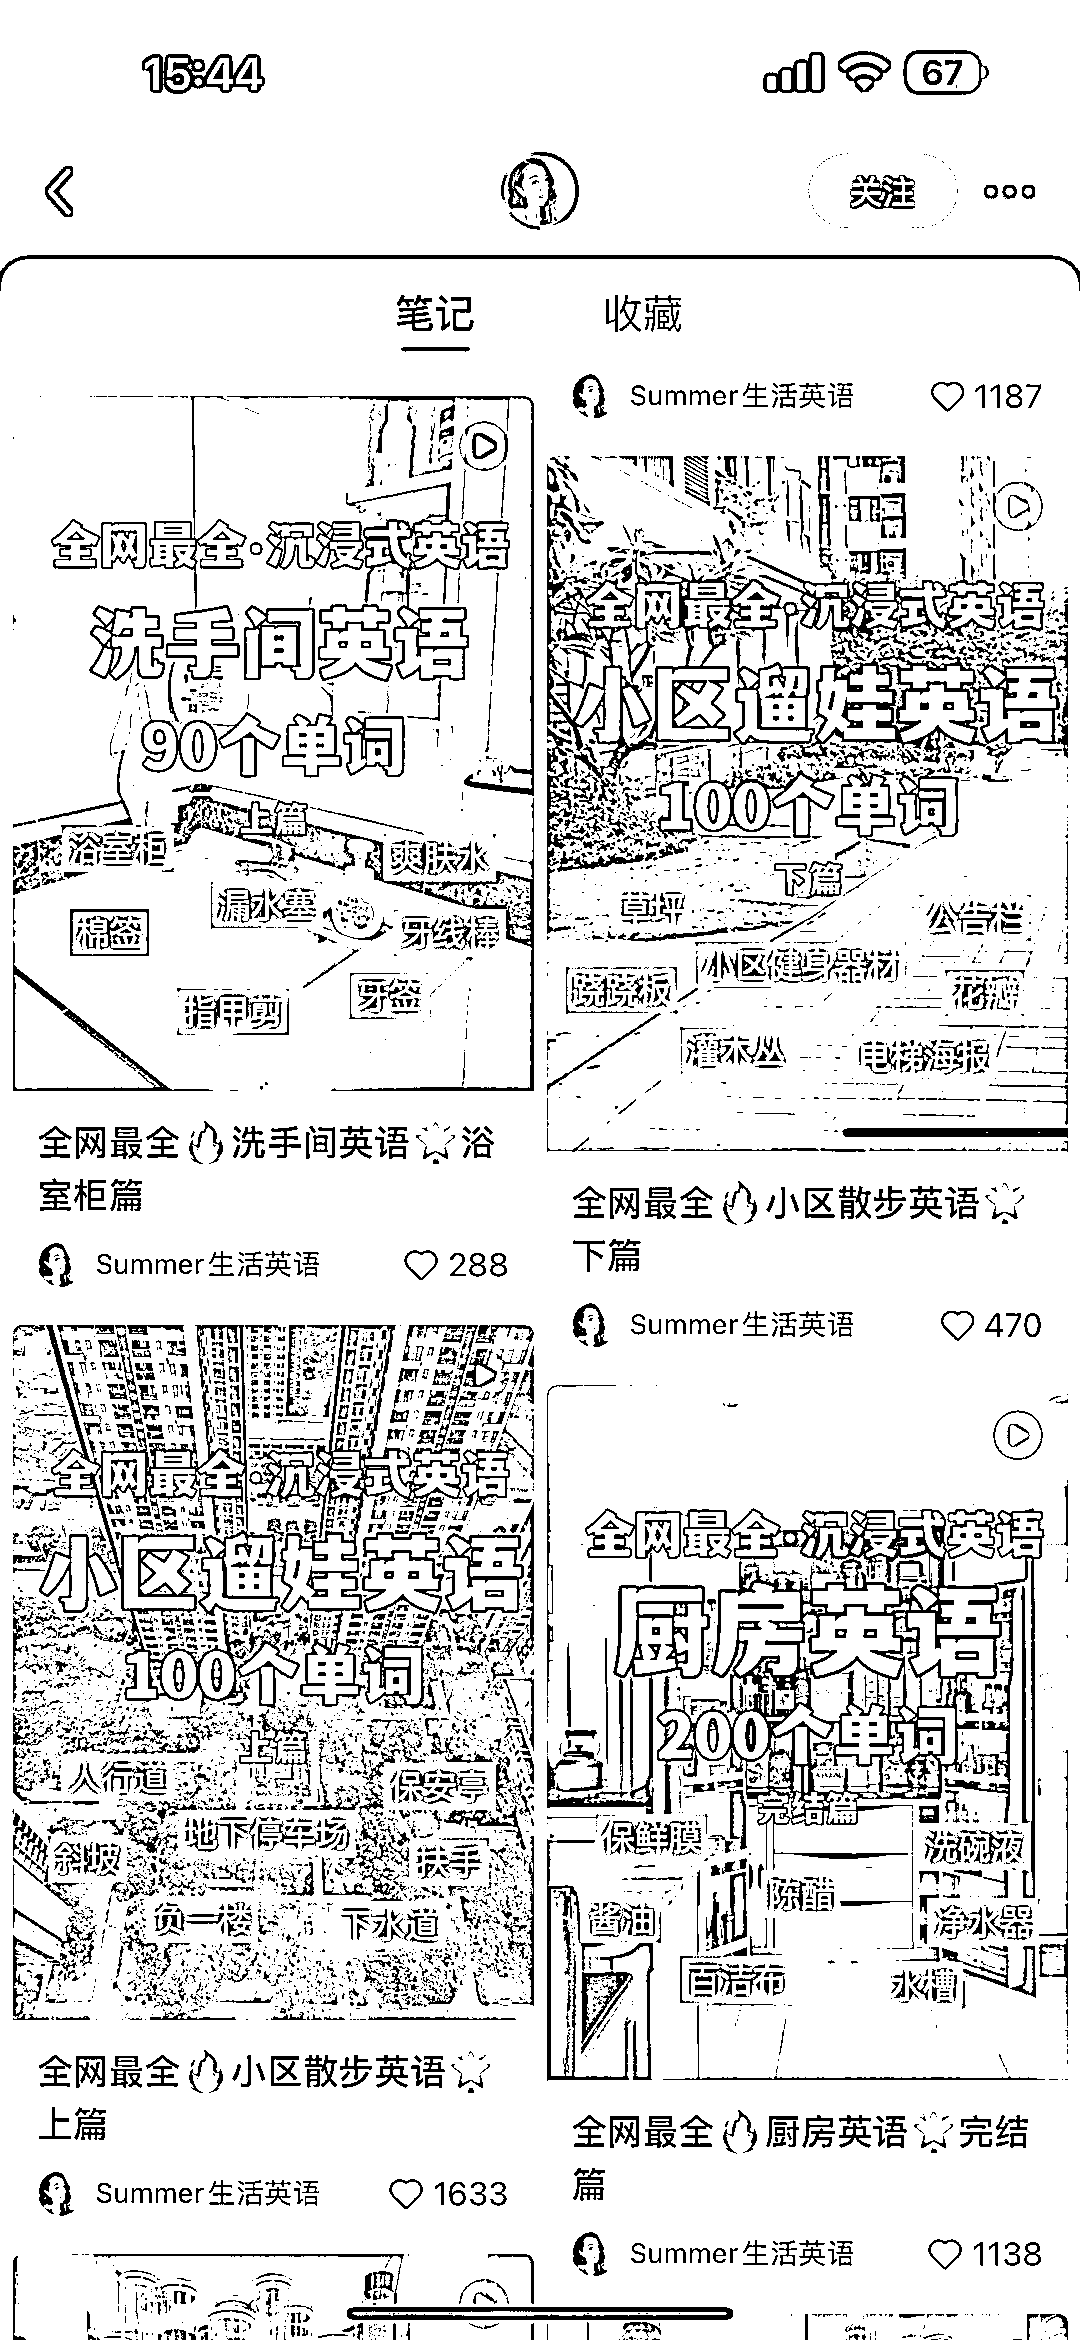 15:44
67
关注
笔记
收藏
Summer生活英语
1187
全网最全·沉浸式英语
洗手间英语
90个单词
上篇
浴室柜
爽肤水
漏水塞
棉签
牙线棒
牙签
指甲剪
全网最全🔥洗手间英语🌟浴
室柜篇
Summer生活英语
288
全网最全·沉浸式英语
小区遛娃英语
100个单词
下篇
草坪
公告栏
小区健身器材
跷跷板
花瓣
灌木丛
电梯海报
全网最全🔥小区散步英语🌟
下篇
Summer生活英语
470
全网最全·沉浸式英语
小区遛娃英语
100个单词
上篇
人行道
保安亭
地下停车场
斜坡
扶手
负一楼
下水道
全网最全🔥小区散步英语🌟
上篇
Summer生活英语
1633
全网最全·沉浸式英语
厨房英语
200个单词
完结篇
保鲜膜
洗碗液
陈醋
酱油
净水器
百洁布
水槽
全网最全🔥厨房英语🌟完结
篇
Summer生活英语
1138